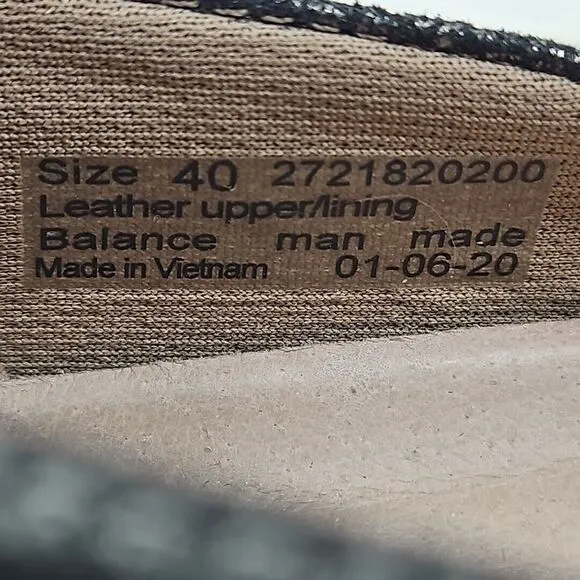 Size 40 2721820200
Leather upper/lining
Balance man made
Made in Vietnam 01-06-20